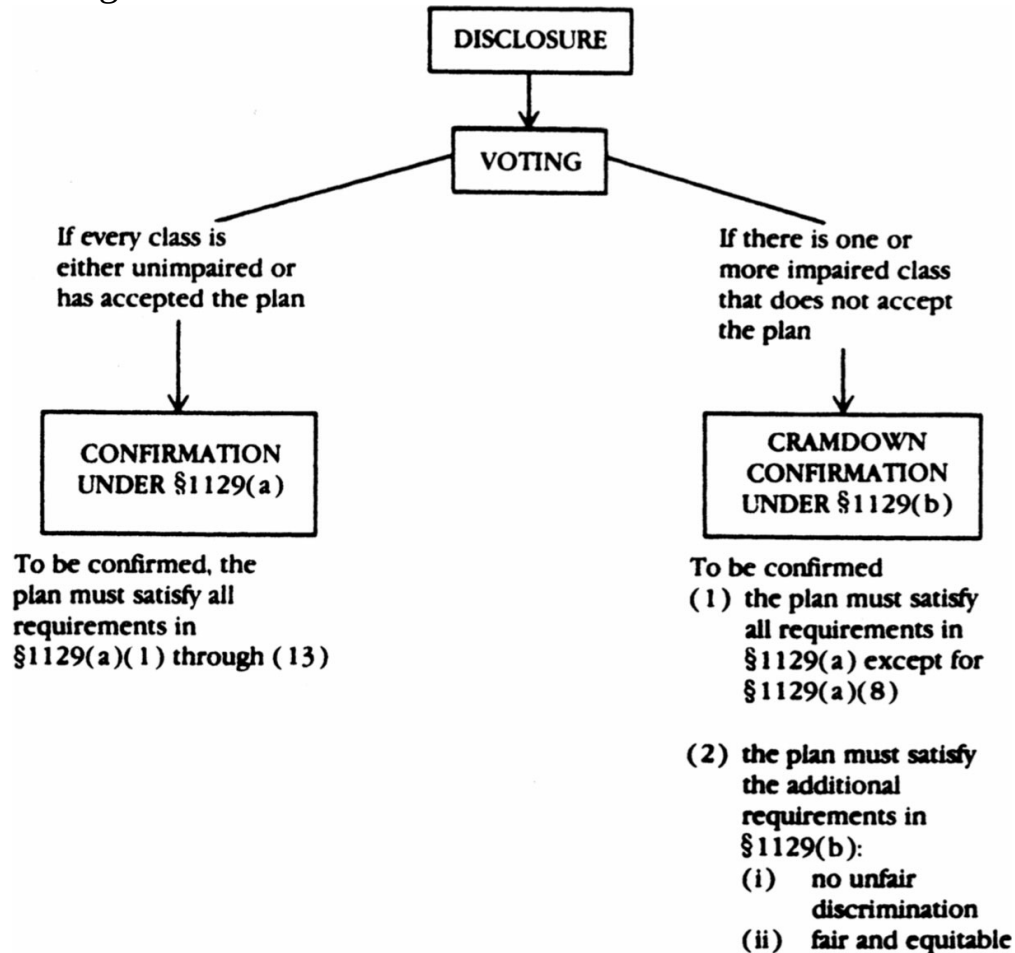 DISCLOSURE
VOTING
If every class is
either unimpaired or
has accepted the plan
If there is one or
more impaired class
that does not accept
the plan
CONFIRMATION
UNDER §1129(a)
CRAMDOWN
CONFIRMATION
UNDER §1129(b)
To be confirmed, the
plan must satisfy all
requirements in
§1129(a)(1) through (13)
To be confirmed
(1) the plan must satisfy
all requirements in
§1129(a) except for
§1129(a)(8)
(2) the plan must satisfy
the additional
requirements in
§1129(b):
(i) no unfair
discrimination
(ii) fair and equitable